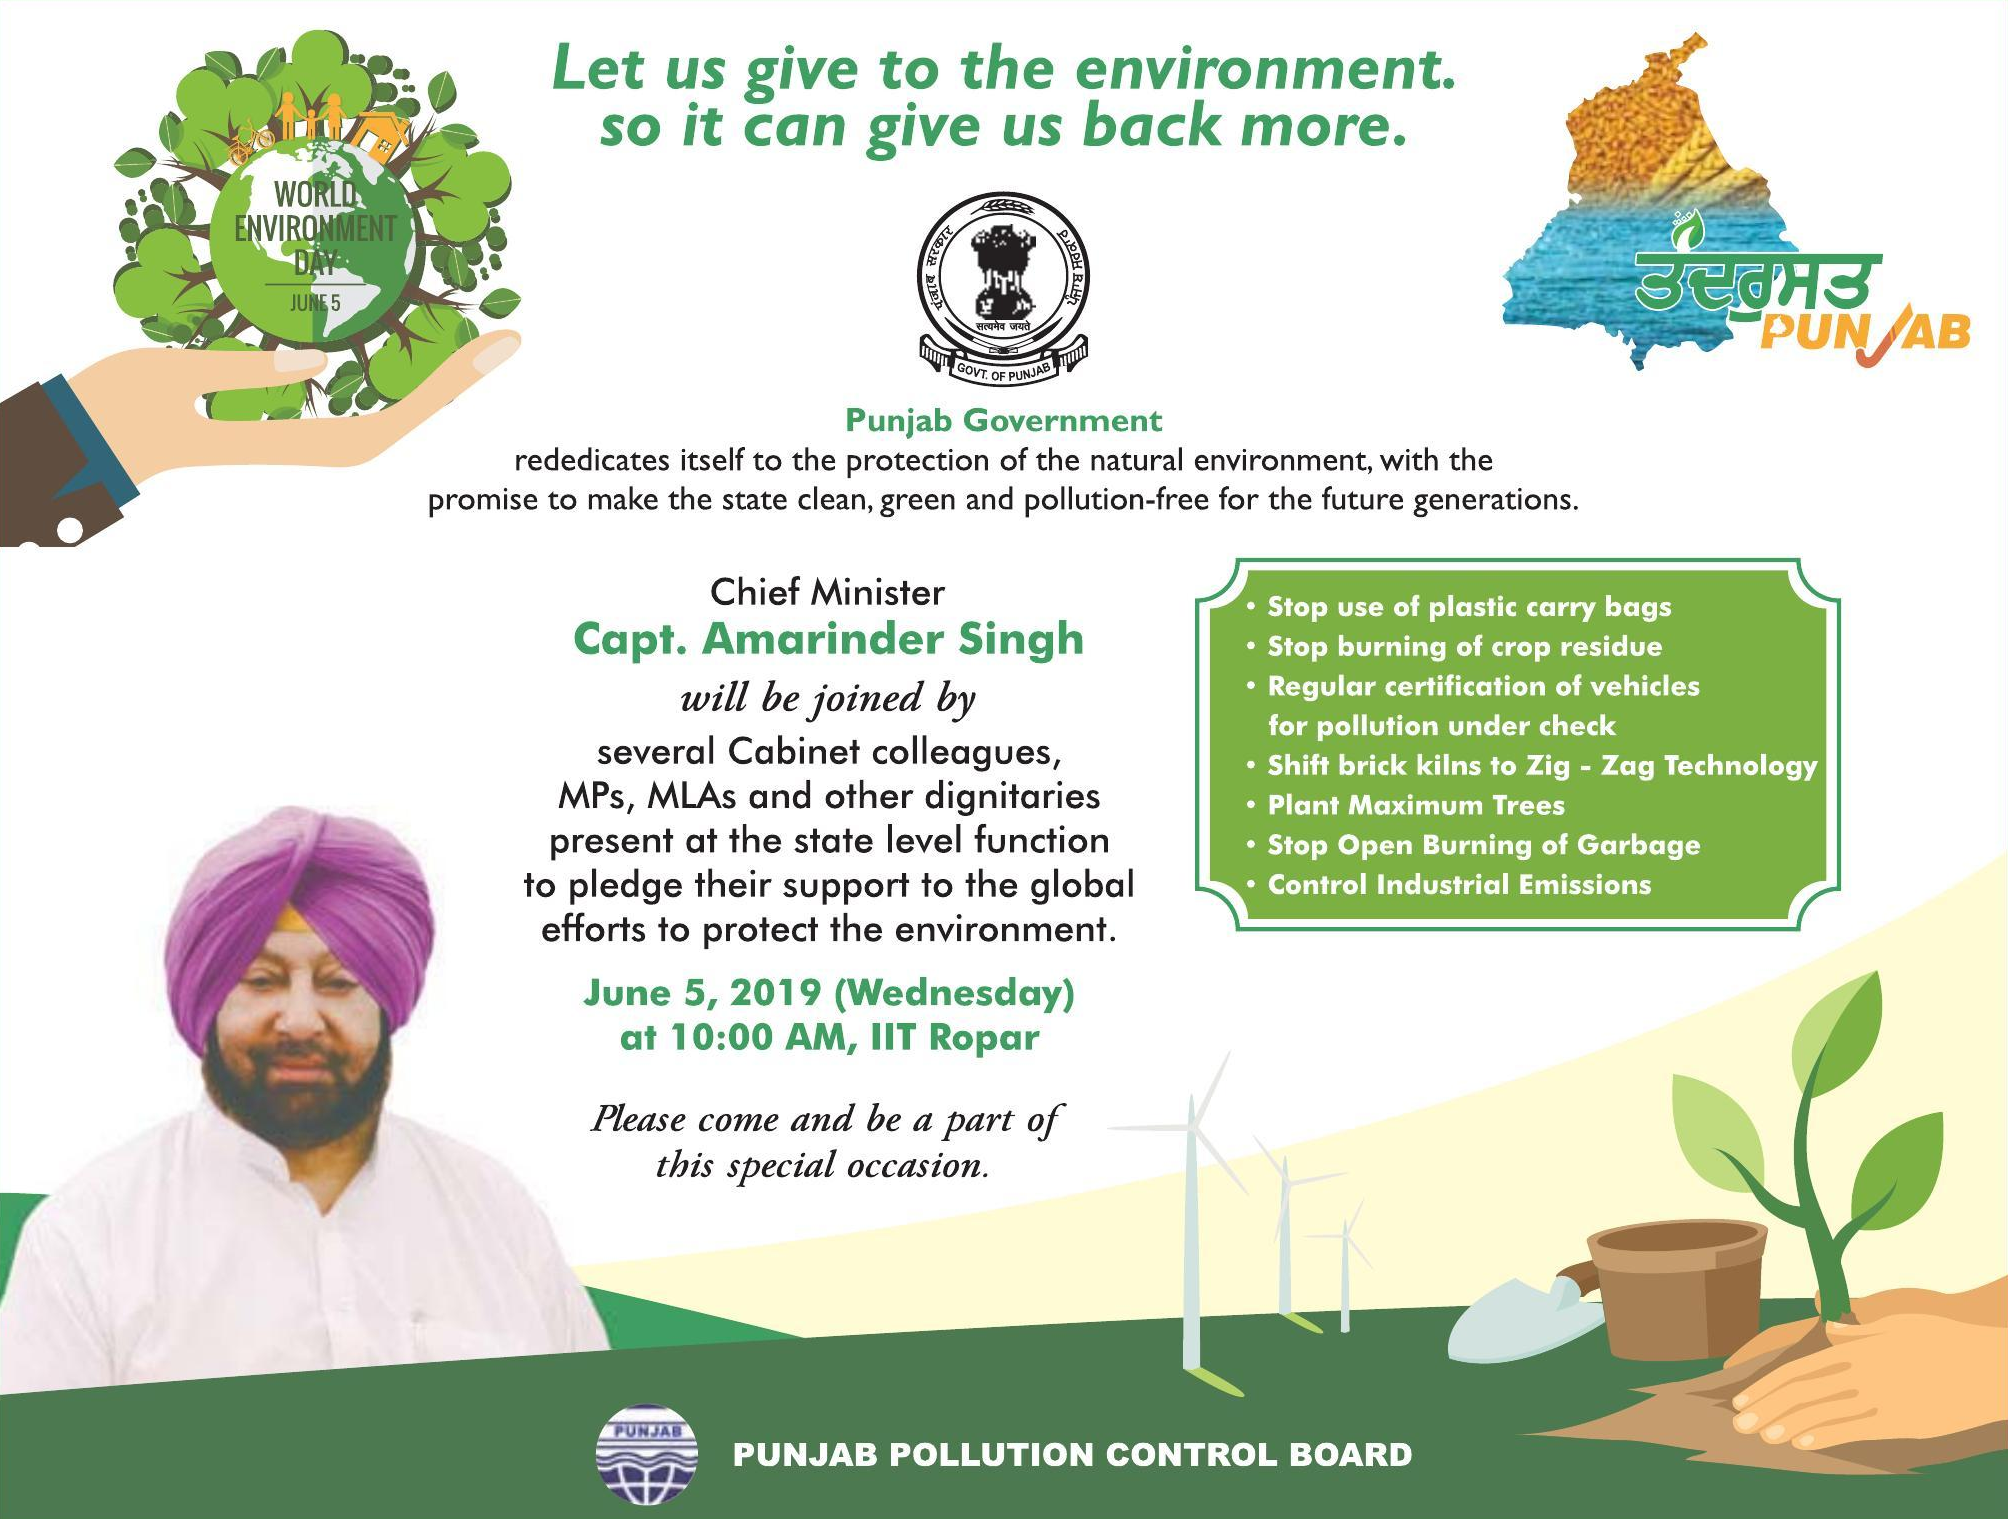 Let us give to the environment.
so it can give us back more.
WORLD
ENVIRONMENT
DAY
JUNE 5
पंजाब सरकार
ਪੰਜਾਬ ਸਰਕਾਰ
सत्यमेव जयते
GOVT. OF PUNJAB
ਤੰਦਰੁਸਤ
PUNJAB
Punjab Government
rededicates itself to the protection of the natural environment, with the
promise to make the state clean, green and pollution-free for the future generations.
Chief Minister
Capt. Amarinder Singh
will be joined by
several Cabinet colleagues,
MPs, MLAs and other dignitaries
present at the state level function
to pledge their support to the global
efforts to protect the environment.
June 5, 2019 (Wednesday)
at 10:00 AM, IIT Ropar
Please come and be a part of
this special occasion.
• Stop use of plastic carry bags
• Stop burning of crop residue
• Regular certification of vehicles
for pollution under check
• Shift brick kilns to Zig - Zag Technology
• Plant Maximum Trees
• Stop Open Burning of Garbage
• Control Industrial Emissions
PUNJAB
PUNJAB POLLUTION CONTROL BOARD